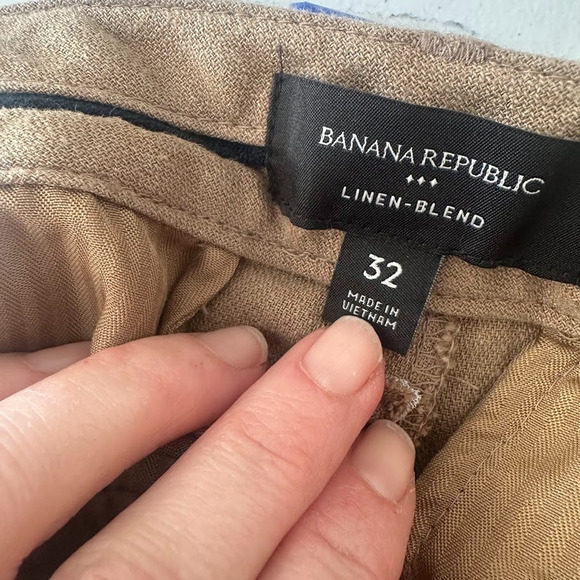 BANANA REPUBLIC
LINEN-BLEND
32
MADE IN
VIETNAM